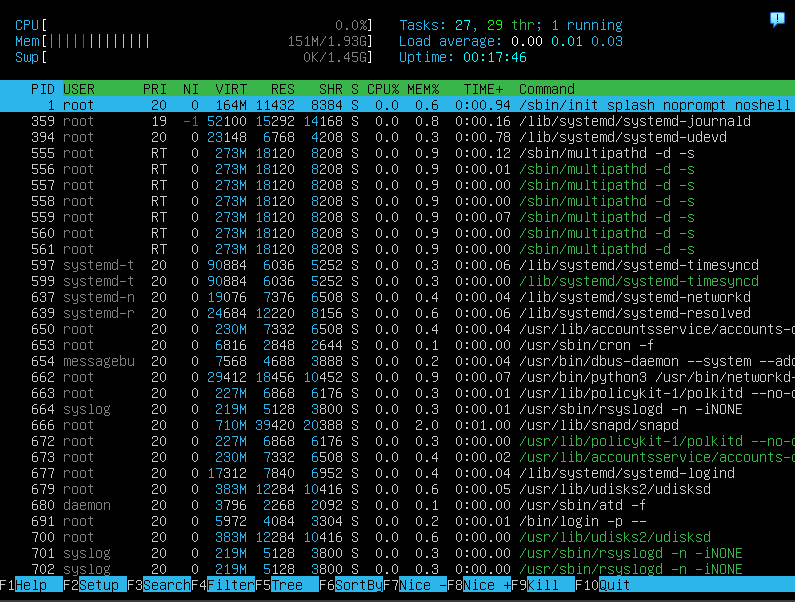 CPU[ 0.0%] Tasks: 27, 29 thr; 1 running
Mem[||||||||||||| 151M/1.93G] Load average: 0.00 0.01 0.03
Swp[ 0K/1.45G] Uptime: 00:17:46
PID USER PRI NI VIRT RES SHR S CPU% MEM% TIME+ Command
1 root 20 0 164M 11432 8384 S 0.0 0.6 0:00.94 /sbin/init splash noprompt noshell
359 root 19 -1 52100 15292 14168 S 0.0 0.8 0:00.16 /lib/systemd/systemd-journald
394 root 20 0 23148 6768 4208 S 0.0 0.3 0:00.78 /lib/systemd/systemd-udevd
555 root RT 0 273M 18120 8208 S 0.0 0.9 0:00.12 /sbin/multipathd -d -s
556 root RT 0 273M 18120 8208 S 0.0 0.9 0:00.01 /sbin/multipathd -d -s
557 root RT 0 273M 18120 8208 S 0.0 0.9 0:00.00 /sbin/multipathd -d -s
558 root RT 0 273M 18120 8208 S 0.0 0.9 0:00.00 /sbin/multipathd -d -s
559 root RT 0 273M 18120 8208 S 0.0 0.9 0:00.07 /sbin/multipathd -d -s
560 root RT 0 273M 18120 8208 S 0.0 0.9 0:00.00 /sbin/multipathd -d -s
561 root RT 0 273M 18120 8208 S 0.0 0.9 0:00.00 /sbin/multipathd -d -s
597 systemd-t 20 0 90884 6036 5252 S 0.0 0.3 0:00.06 /lib/systemd/systemd-timesyncd
599 systemd-t 20 0 90884 6036 5252 S 0.0 0.3 0:00.00 /lib/systemd/systemd-timesyncd
637 systemd-n 20 0 19076 7376 6508 S 0.0 0.4 0:00.04 /lib/systemd/systemd-networkd
639 systemd-r 20 0 24684 12220 8156 S 0.0 0.6 0:00.05 /lib/systemd/systemd-resolved
650 root 20 0 230M 7332 6508 S 0.0 0.4 0:00.04 /usr/lib/accountsservice/accounts-d
653 root 20 0 6816 2848 2644 S 0.0 0.1 0:00.00 /usr/sbin/cron -f
654 messagebu 20 0 7568 4688 3888 S 0.0 0.2 0:00.04 /usr/bin/dbus-daemon --system --add
662 root 20 0 29412 18456 10452 S 0.0 0.9 0:00.07 /usr/bin/python3 /usr/bin/networkd-
663 root 20 0 227M 6868 6176 S 0.0 0.3 0:00.01 /usr/lib/policykit-1/polkitd --no-d
664 syslog 20 0 219M 5128 3800 S 0.0 0.3 0:00.01 /usr/sbin/rsyslogd -n -iNONE
666 root 20 0 710M 39420 20388 S 0.0 2.0 0:01.00 /usr/lib/snapd/snapd
672 root 20 0 227M 6868 6176 S 0.0 0.3 0:00.00 /usr/lib/policykit-1/polkitd --no-d
673 root 20 0 230M 7332 6508 S 0.0 0.4 0:00.02 /usr/lib/accountsservice/accounts-d
677 root 20 0 17312 7840 6952 S 0.0 0.4 0:00.04 /lib/systemd/systemd-logind
679 root 20 0 383M 12284 10416 S 0.0 0.6 0:00.05 /usr/lib/udisks2/udisksd
680 daemon 20 0 3796 2268 2092 S 0.0 0.1 0:00.00 /usr/sbin/atd -f
691 root 20 0 5972 4084 3304 S 0.0 0.2 0:00.01 /bin/login -p --
700 root 20 0 383M 12284 10416 S 0.0 0.6 0:00.00 /usr/lib/udisks2/udisksd
701 syslog 20 0 219M 5128 3800 S 0.0 0.3 0:00.00 /usr/sbin/rsyslogd -n -iNONE
702 syslog 20 0 219M 5128 3800 S 0.0 0.3 0:00.00 /usr/sbin/rsyslogd -n -iNONE
F1Help F2Setup F3SearchF4FilterF5Tree F6SortByF7Nice -F8Nice +F9Kill F10Quit